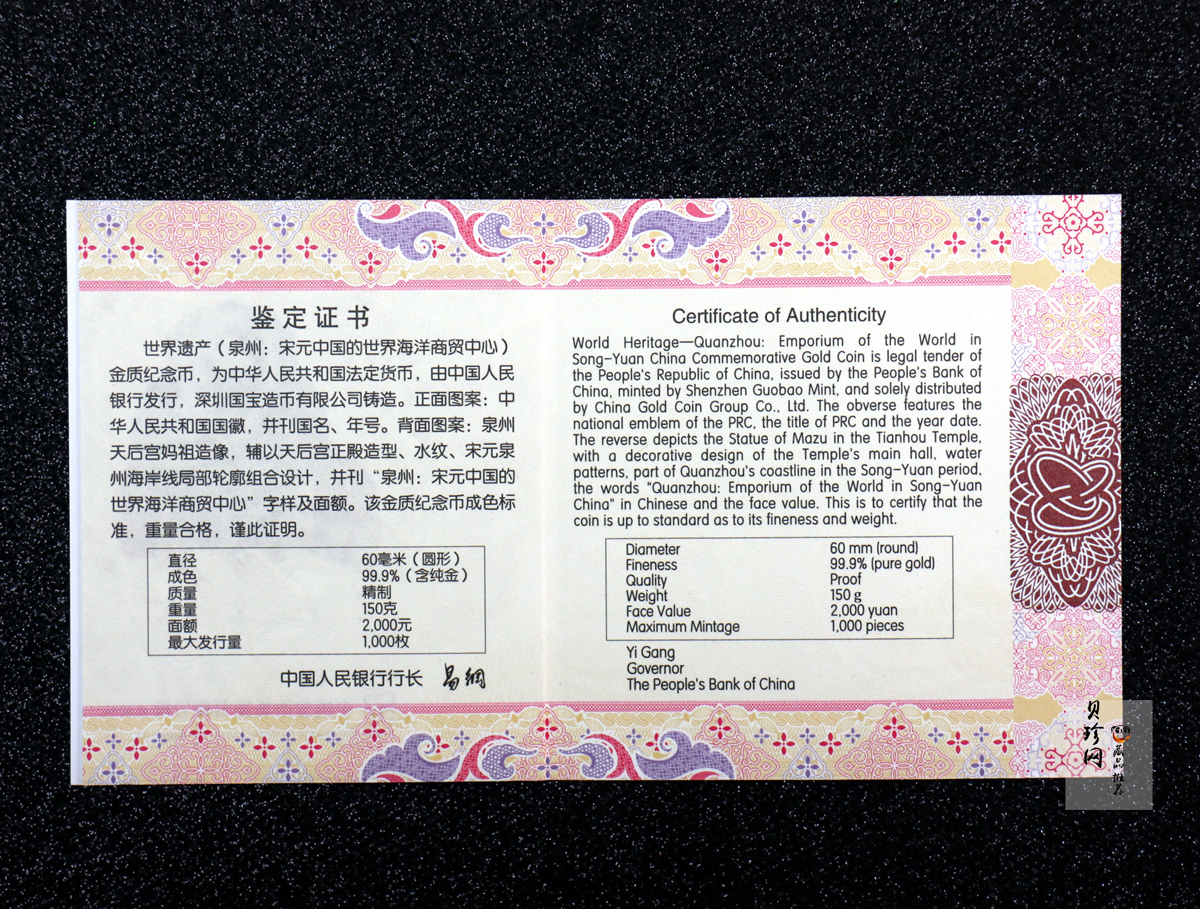 鉴定证书
世界遗产（泉州：宋元中国的世界海洋商贸中心）
金质纪念币，为中华人民共和国法定货币，由中国人民
银行发行，深圳国宝造币有限公司铸造。正面图案：中
华人民共和国国徽，并刊国名、年号。背面图案：泉州
天后宫妈祖造像，辅以天后宫正殿造型、水纹、宋元泉
州海岸线局部轮廓组合设计，并刊“泉州：宋元中国的
世界海洋商贸中心”字样及面额。该金质纪念币成色标
准，重量合格，谨此证明。
直径 60毫米（圆形）
成色 99.9%（含纯金）
质量 精制
重量 150克
面额 2,000元
最大发行量 1,000枚
中国人民银行行长 易纲
Certificate of Authenticity
World Heritage—Quanzhou: Emporium of the World in
Song-Yuan China Commemorative Gold Coin is legal tender of
the People's Republic of China, issued by the People's Bank of
China, minted by Shenzhen Guobao Mint, and solely distributed
by China Gold Coin Group Co., Ltd. The obverse features the
national emblem of the PRC, the title of PRC and the year date.
The reverse depicts the Statue of Mazu in the Tianhou Temple,
with a decorative design of the Temple's main hall, water
patterns, part of Quanzhou's coastline in the Song-Yuan period,
the words "Quanzhou: Emporium of the World in Song-Yuan
China" in Chinese and the face value. This is to certify that the
coin is up to standard as to its fineness and weight.
Diameter 60 mm (round)
Fineness 99.9% (pure gold)
Quality Proof
Weight 150 g
Face Value 2,000 yuan
Maximum Mintage 1,000 pieces
Yi Gang
Governor
The People's Bank of China
贝珍网
藏品推荐